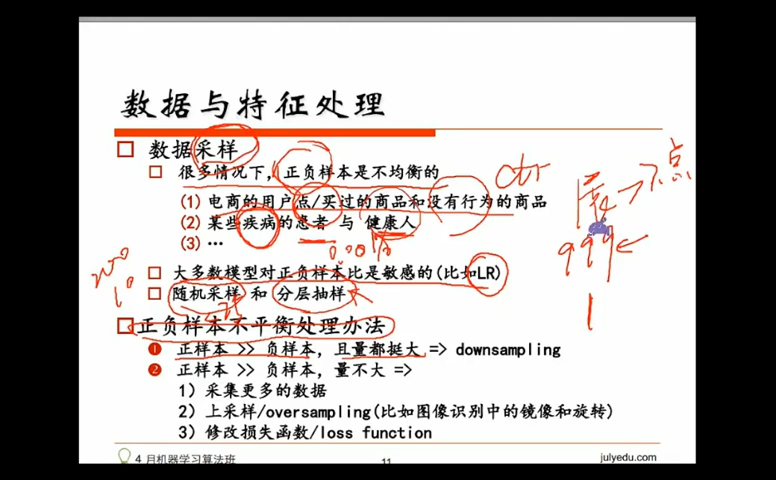 数据与特征处理
数据采样
很多情况下，正负样本是不均衡的
(1) 电商的用户点/买过的商品和没有行为的商品
(2) 某些疾病的患者 与 健康人
(3) …
大多数模型对正负样本比是敏感的(比如LR)
随机采样 和 分层抽样
正负样本不平衡处理办法
❶ 正样本 >> 负样本，且量都挺大 => downsampling
❷ 正样本 >> 负样本，量不大 =>
1）采集更多的数据
2）上采样/oversampling(比如图像识别中的镜像和旋转)
3）修改损失函数/loss function
4 月机器学习算法班
11
julyedu.com
ctr
999
1